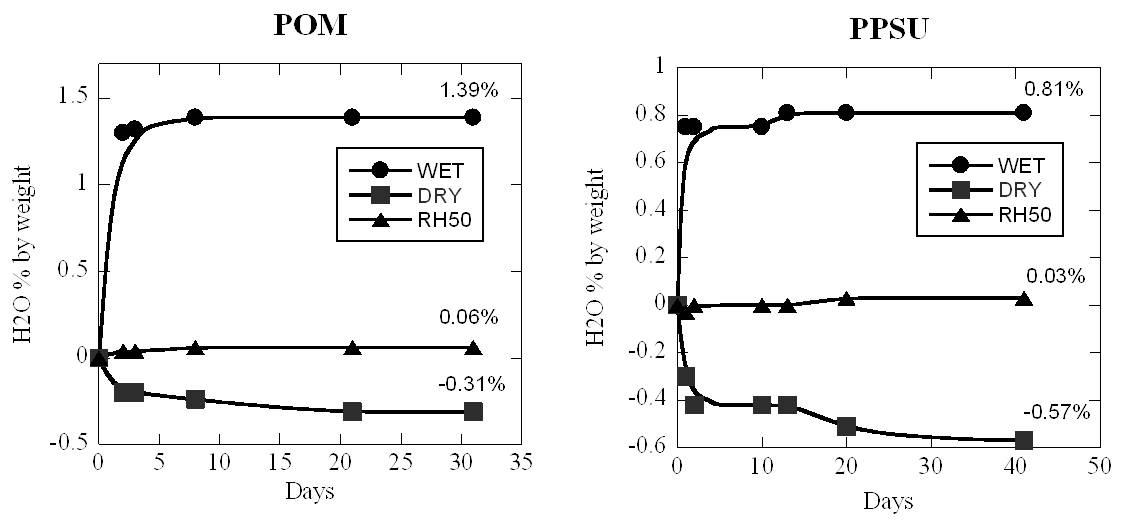 POM
1.5
1
0.5
0
-0.5
H2O % by weight
0 5 10 15 20 25 30 35
Days
WET
DRY
RH50
1.39%
0.06%
-0.31%
PPSU
1
0.8
0.6
0.4
0.2
0
-0.2
-0.4
-0.6
H2O % by weight
0 10 20 30 40 50
Days
WET
DRY
RH50
0.81%
0.03%
-0.57%